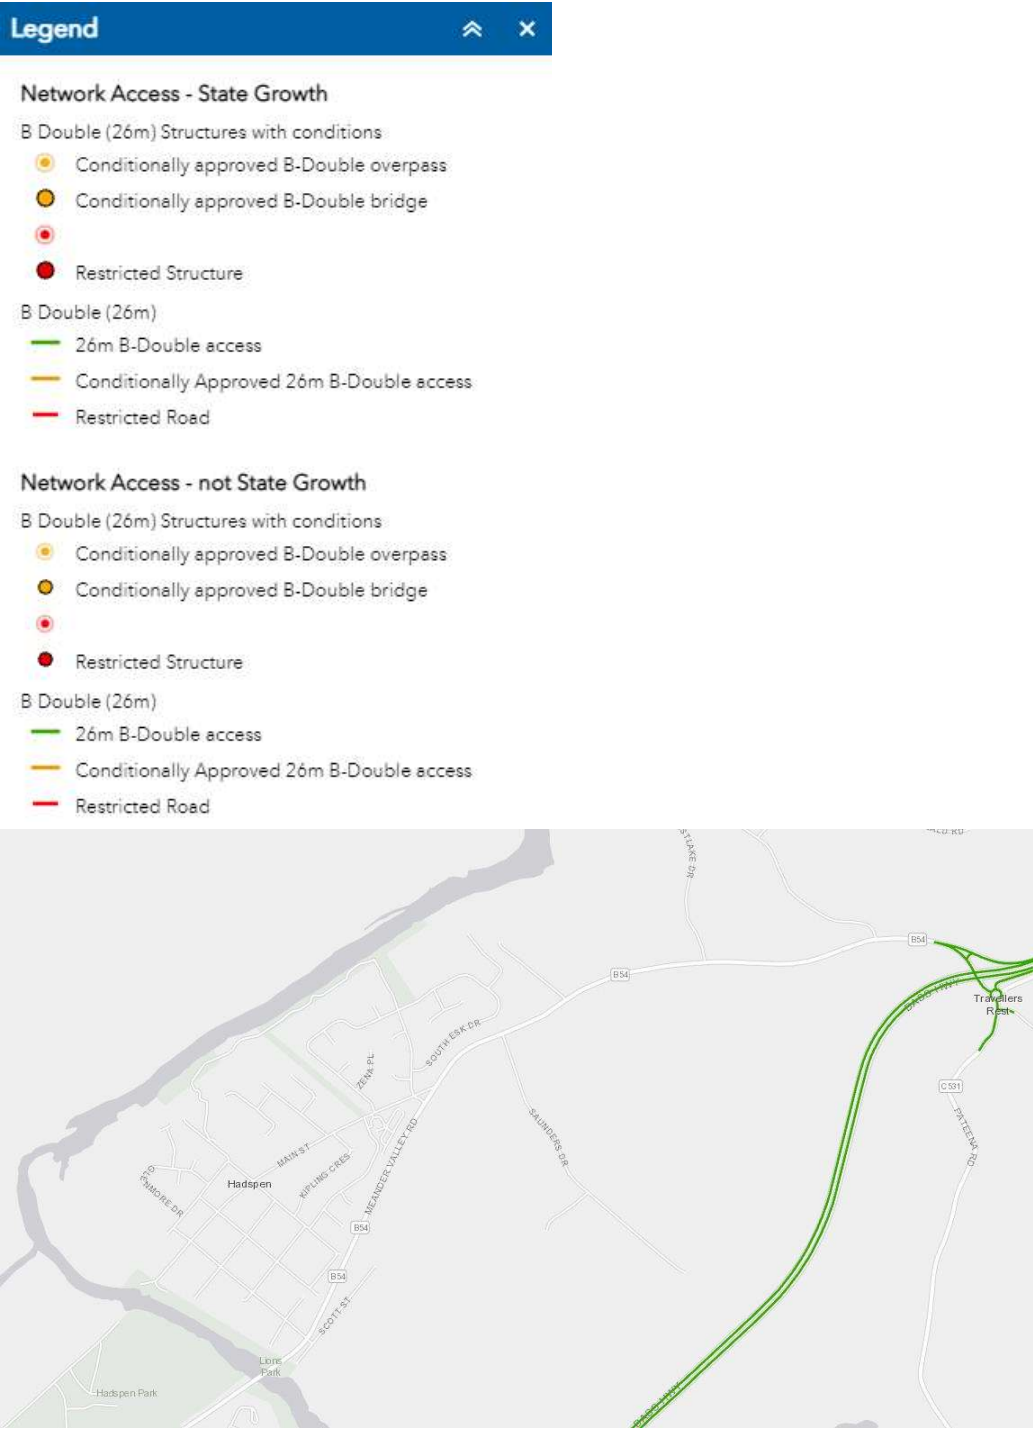 Legend
Network Access - State Growth
B Double (26m) Structures with conditions
Conditionally approved B-Double overpass
Conditionally approved B-Double bridge
Restricted Structure
B Double (26m)
26m B-Double access
Conditionally Approved 26m B-Double access
Restricted Road
Network Access - not State Growth
B Double (26m) Structures with conditions
Conditionally approved B-Double overpass
Conditionally approved B-Double bridge
Restricted Structure
B Double (26m)
26m B-Double access
Conditionally Approved 26m B-Double access
Restricted Road
B54
B54
BASS HWY
Travellers
Rest
SOUTH ESK DR
ZENA PL
C531
PATEENA RD
SAUNDERS DR
MAIN ST
KIPLING CRES
MEANDER VALLEY RD
Hadspen
B54
B54
SCOTT ST
Lions
Park
Hadspen Park
BASS HWY